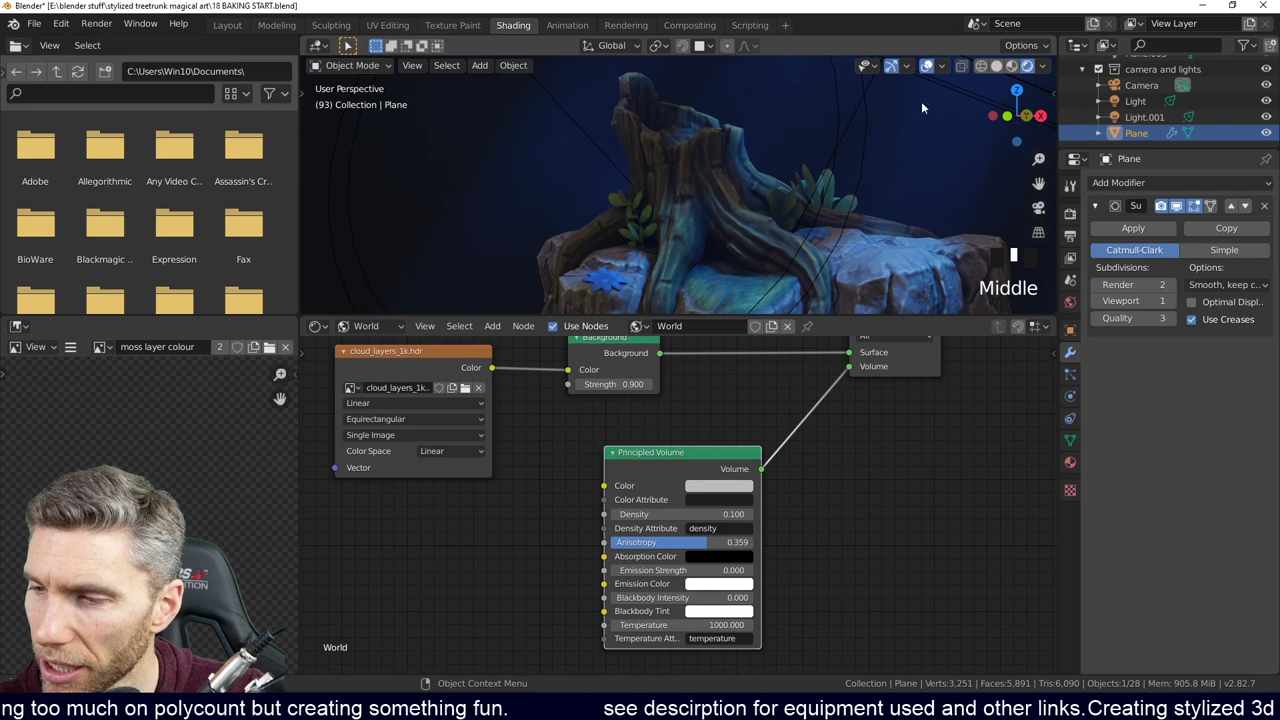 Blender* [E:\blender stuff\stylized treetrunk magical art\18 BAKING START.blend]
File Edit Render Window Help Layout Modeling Sculpting UV Editing Texture Paint Shading Animation Rendering Compositing Scripting + Scene View Layer
View Select Global Options
C:\Users\Win10\Documents\ Object Mode View Select Add Object
User Perspective
(93) Collection | Plane
camera and lights
Camera
Light
Light.001
Plane
Z
X
Plane
Add Modifier
Su
Apply Copy
Catmull-Clark Simple
Subdivisions: Options:
Render 2 Smooth, keep c...
Viewport 1 Optimal Displ...
Quality 3 Use Creases
Adobe Allegorithmic Any Video C... Assassin's Cr...
BioWare Blackmagic ... Expression Fax
Middle
View moss layer colour 2
World View Select Add Node Use Nodes World
cloud_layers_1k.hdr
Color
cloud_layers_1k..
Linear
Equirectangular
Single Image
Color Space Linear
Vector
Background
Background
Color
Strength 0.900
All
Surface
Volume
Principled Volume
Volume
Color
Color Attribute
Density 0.100
Density Attribute density
Anisotropy 0.359
Absorption Color
Emission Strength 0.000
Emission Color
Blackbody Intensity 0.000
Blackbody Tint
Temperature 1000.000
Temperature Att.. temperature
World
Object Context Menu
Collection | Plane | Verts:3,251 | Faces:5,891 | Objects:1/28 | Mem: 905.8 MiB | v2.82.7
ng too much on polycount but creating something fun. see descirption for equipment used and other links.Creating stylized 3d